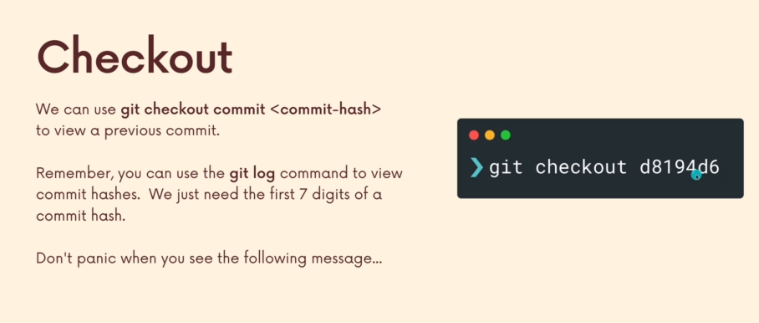 Checkout
We can use git checkout commit <commit-hash>
to view a previous commit.
Remember, you can use the git log command to view
commit hashes. We just need the first 7 digits of a
commit hash.
Don't panic when you see the following message...
❯ git checkout d8194d6